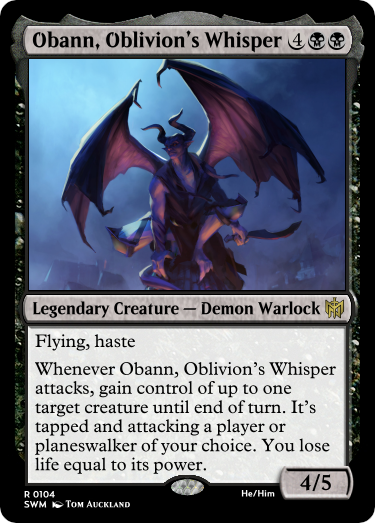 Obann, Oblivion's Whisper 4
Legendary Creature — Demon Warlock
Flying, haste
Whenever Obann, Oblivion's Whisper
attacks, gain control of up to one
target creature until end of turn. It's
tapped and attacking a player or
planeswalker of your choice. You lose
life equal to its power.
4/5
R 0104
He/Him
SWM Tom Auckland